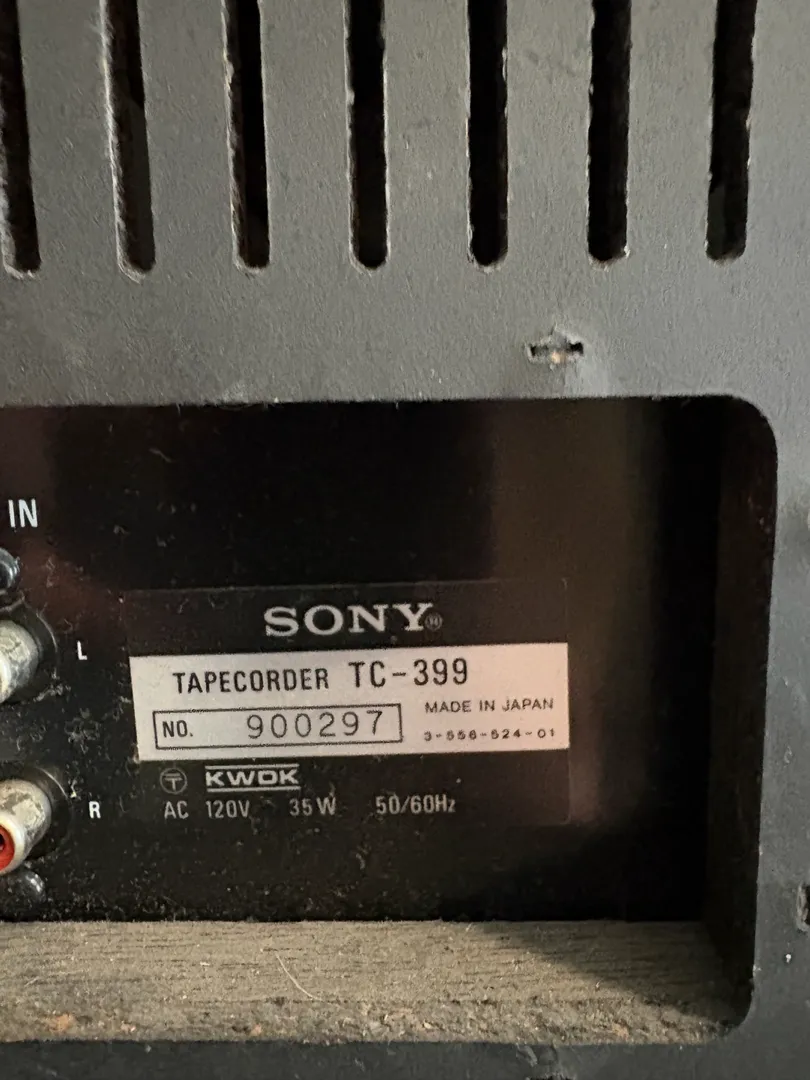 IN
L
R
SONY®
TAPECORDER TC-399
NO. 900297
MADE IN JAPAN
3-556-524-01
〒 KWDK
AC 120V 35W 50/60Hz